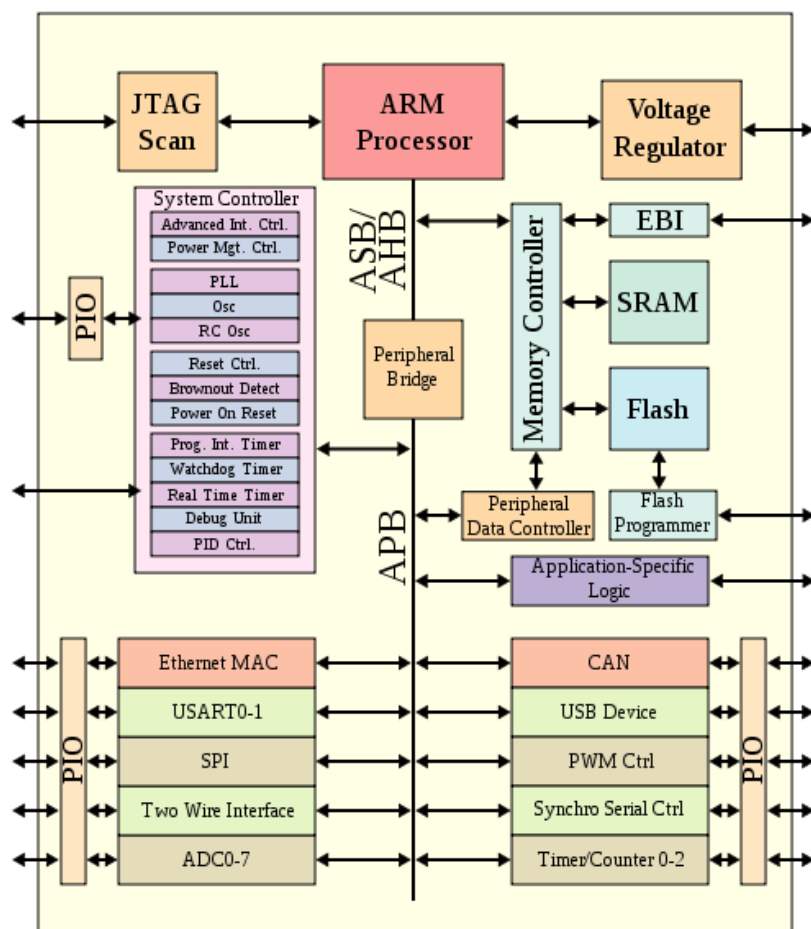 JTAG
Scan
ARM
Processor
Voltage
Regulator
System Controller
Advanced Int. Ctrl.
Power Mgt. Ctrl.
PLL
Osc
RC Osc
Reset Ctrl.
Brownout Detect
Power On Reset
Prog. Int. Timer
Watchdog Timer
Real Time Timer
Debug Unit
PID Ctrl.
PIO
ASB/
AHB
Peripheral
Bridge
APB
Memory Controller
EBI
SRAM
Flash
Peripheral
Data Controller
Flash
Programmer
Application-Specific
Logic
PIO
Ethernet MAC
USART0-1
SPI
Two Wire Interface
ADC0-7
CAN
USB Device
PWM Ctrl
Synchro Serial Ctrl
Timer/Counter 0-2
PIO